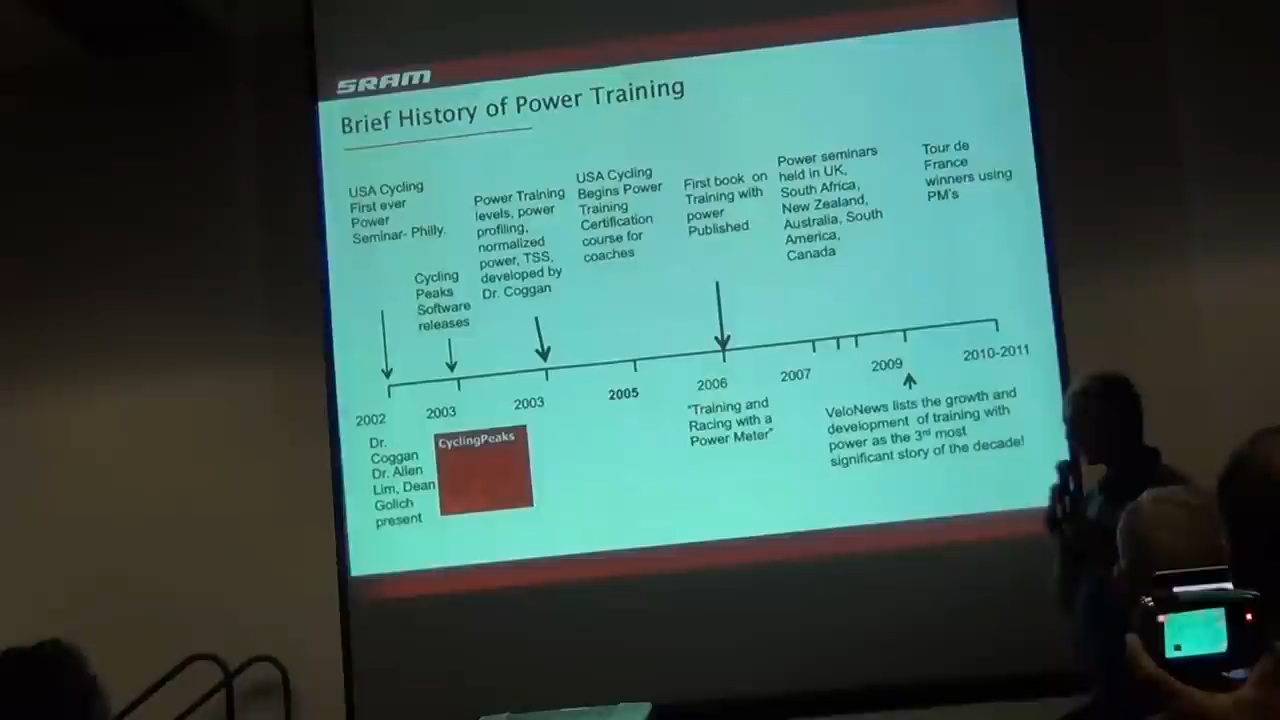 SRAM
Brief History of Power Training
USA Cycling
First ever
Power
Seminar- Philly.
Cycling
Peaks
Software
releases
Power Training
levels, power
profiling,
normalized
power, TSS,
developed by
Dr. Coggan
USA Cycling
Begins Power
Training
Certification
course for
coaches
First book on
Training with
power
Published
Power seminars
held in UK,
South Africa,
New Zealand,
Australia, South
America,
Canada
Tour de
France
winners using
PM's
2002
2003
2003
2005
2006
2007
2009
2010-2011
Dr.
Coggan
Dr. Allen
Lim, Dean
Golich
present
CyclingPeaks
"Training and
Racing with a
Power Meter"
VeloNews lists the growth and
development of training with
power as the 3rd most
significant story of the decade!